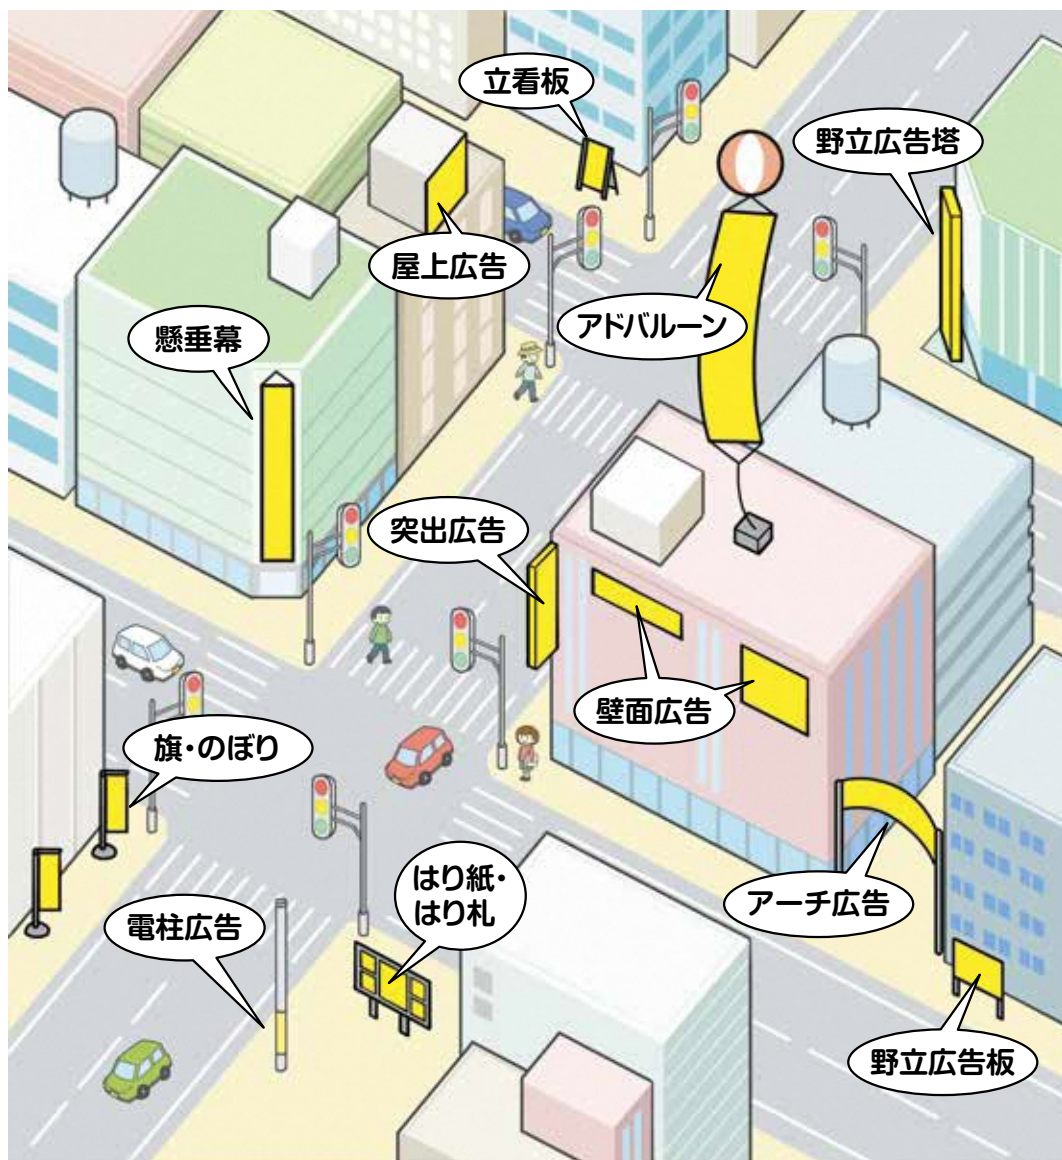 立看板
野立広告塔
屋上広告
アドバルーン
懸垂幕
突出広告
壁面広告
旗・のぼり
はり紙・
はり札
アーチ広告
電柱広告
野立広告板